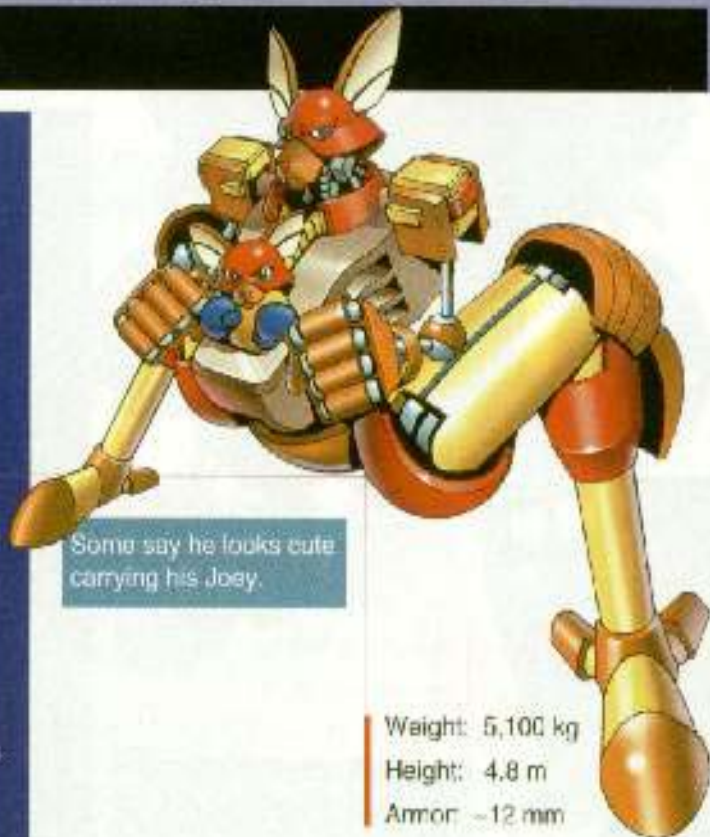 Some say he looks cute
carrying his Joey.
Weight: 5,100 kg
Height: 4.8 m
Armor: ~12 mm